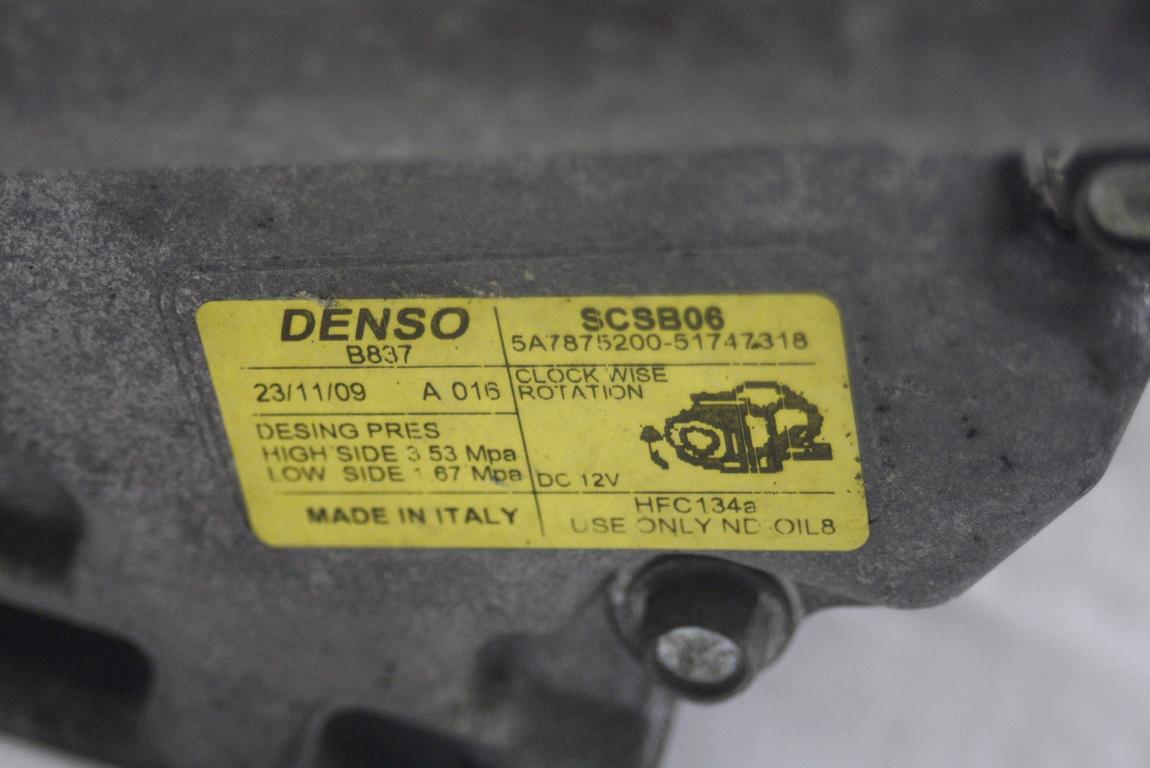 DENSO
B837
SCSB06
5A7875200-51747318
23/11/09 A 016
CLOCK WISE
ROTATION
DESING PRES
HIGH SIDE 3.53 Mpa
LOW SIDE 1.67 Mpa
DC 12V
MADE IN ITALY
HFC134a
USE ONLY ND-OIL8